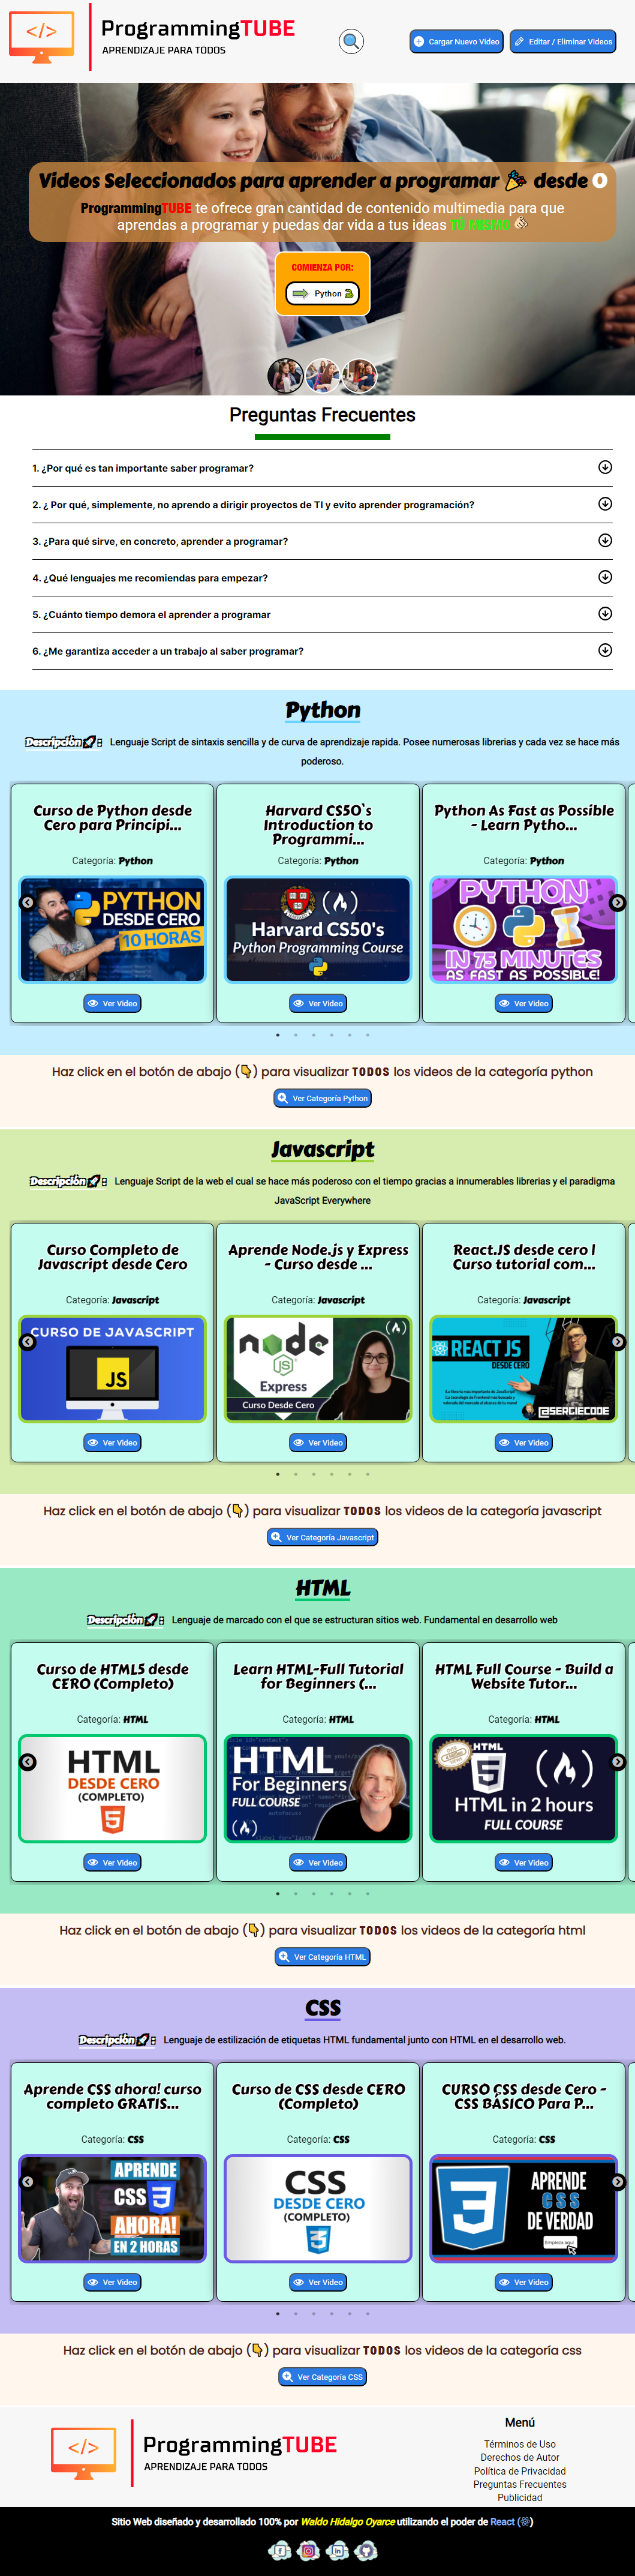 </>
ProgrammingTUBE
APRENDIZAJE PARA TODOS
Cargar Nuevo Video
Editar / Eliminar Videos
Videos Seleccionados para aprender a programar 🎉 desde 0
ProgrammingTUBE te ofrece gran cantidad de contenido multimedia para que
aprendas a programar y puedas dar vida a tus ideas TÚ MISMO
COMIENZA POR:
Python
Preguntas Frecuentes
1. ¿Por qué es tan importante saber programar?
2. ¿ Por qué, simplemente, no aprendo a dirigir proyectos de TI y evito aprender programación?
3. ¿Para qué sirve, en concreto, aprender a programar?
4. ¿Qué lenguajes me recomiendas para empezar?
5. ¿Cuánto tiempo demora el aprender a programar
6. ¿Me garantiza acceder a un trabajo al saber programar?
Python
Descripción🚀: Lenguaje Script de sintaxis sencilla y de curva de aprendizaje rapida. Posee numerosas librerias y cada vez se hace más
poderoso.
Curso de Python desde
Cero para Principi...
Categoría: Python
PYTHON
DESDE CERO
10 HORAS
Ver Video
Harvard CS50's
Introduction to
Programmi...
Categoría: Python
Harvard CS50's
Python Programming Course
Ver Video
Python As Fast as Possible
- Learn Pytho...
Categoría: Python
PYTHON
IN 75 MINUTES
AS FAST AS POSSIBLE!
Ver Video
Haz click en el botón de abajo (👇) para visualizar TODOS los videos de la categoría python
Ver Categoría Python
Javascript
Descripción🚀: Lenguaje Script de la web el cual se hace más poderoso con el tiempo gracias a innumerables librerias y el paradigma
JavaScript Everywhere
Curso Completo de
Javascript desde Cero
Categoría: Javascript
CURSO DE JAVASCRIPT
JS
Ver Video
Aprende Node.js y Express
- Curso desde ...
Categoría: Javascript
node
JS
Express
Curso Desde Cero
Ver Video
React.JS desde cero |
Curso tutorial com...
Categoría: Javascript
REACT JS
DESDE CERO
@SERGIECODE
Ver Video
Haz click en el botón de abajo (👇) para visualizar TODOS los videos de la categoría javascript
Ver Categoría Javascript
HTML
Descripción🚀: Lenguaje de marcado con el que se estructuran sitios web. Fundamental en desarrollo web
Curso de HTML5 desde
CERO (Completo)
Categoría: HTML
HTML
DESDE CERO
(COMPLETO)
Ver Video
Learn HTML-Full Tutorial
for Beginners (...
Categoría: HTML
HTML
For Beginners
FULL COURSE
Ver Video
HTML Full Course - Build a
Website Tutor...
Categoría: HTML
HTML
HTML in 2 hours
FULL COURSE
Ver Video
Haz click en el botón de abajo (👇) para visualizar TODOS los videos de la categoría html
Ver Categoría HTML
CSS
Descripción🚀: Lenguaje de estilización de etiquetas HTML fundamental junto con HTML en el desarrollo web.
Aprende CSS ahora! curso
completo GRATIS...
Categoría: CSS
APRENDE
CSS
AHORA!
EN 2 HORAS
Ver Video
Curso de CSS desde CERO
(Completo)
Categoría: CSS
CSS
DESDE CERO
(COMPLETO)
Ver Video
CURSO CSS desde Cero -
CSS BÁSICO Para P...
Categoría: CSS
APRENDE
CSS
DE VERDAD
Empieza aquí
Ver Video
Haz click en el botón de abajo (👇) para visualizar TODOS los videos de la categoría css
Ver Categoría CSS
</>
ProgrammingTUBE
APRENDIZAJE PARA TODOS
Menú
Términos de Uso
Derechos de Autor
Política de Privacidad
Preguntas Frecuentes
Publicidad
Sitio Web diseñado y desarrollado 100% por Waldo Hidalgo Oyarce utilizando el poder de React (⚛)